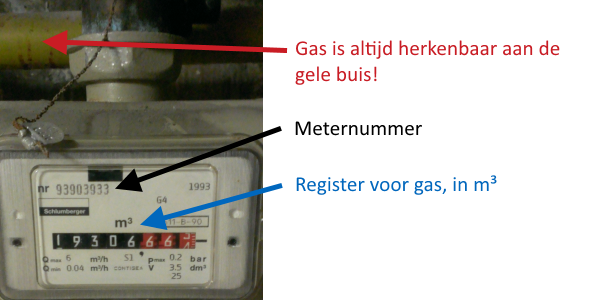 Gas is altijd herkenbaar aan de
gele buis!
Meternummer
Register voor gas, in m³
nr 93903933 1993
G4
Schlumberger
m³
1 9 3 0 6 6 6
Q max 6 m³/h S1 p max 0.2 bar
Q min 0.04 m³/h V 3.5 dm³
25